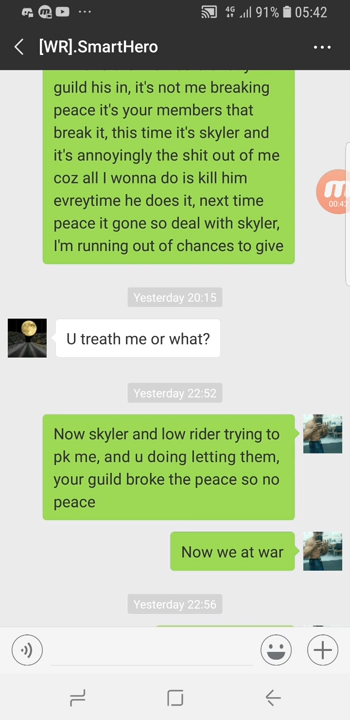 4G 91% 05:42
[WR].SmartHero
guild his in, it's not me breaking
peace it's your members that
break it, this time it's skyler and
it's annoyingly the shit out of me
coz all I wonna do is kill him
evreytime he does it, next time
peace it gone so deal with skyler,
I'm running out of chances to give
00:43
Yesterday 20:15
U treath me or what?
Yesterday 22:52
Now skyler and low rider trying to
pk me, and u doing letting them,
your guild broke the peace so no
peace
Now we at war
Yesterday 22:56